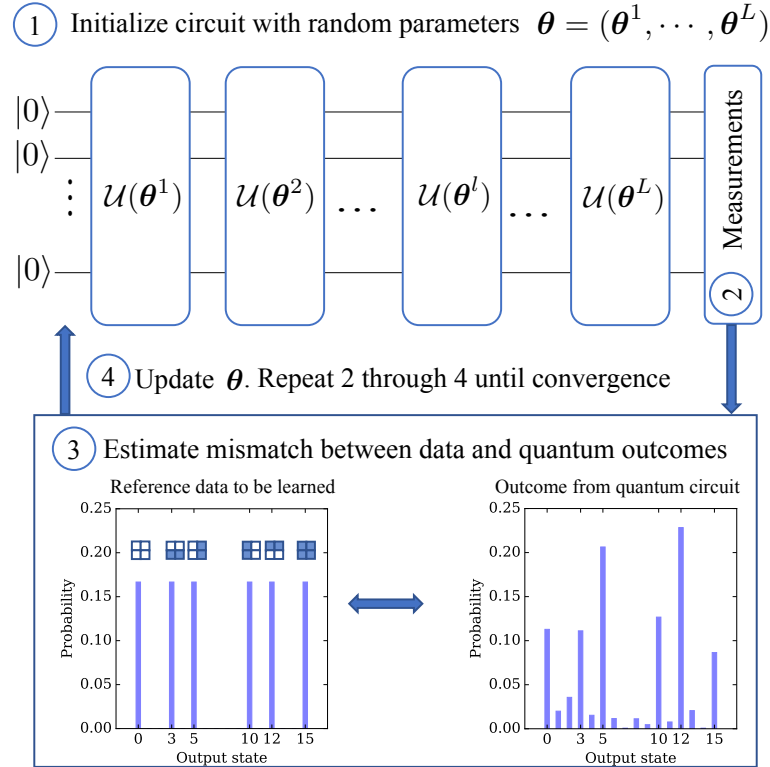 1 Initialize circuit with random parameters θ = (θ¹, ⋯, θᴸ)
|0⟩
|0⟩
⋮
|0⟩
𝒰(θ¹)
𝒰(θ²)
...
𝒰(θˡ)
...
𝒰(θᴸ)
Measurements
2
4 Update θ. Repeat 2 through 4 until convergence
3 Estimate mismatch between data and quantum outcomes
Reference data to be learned
0.25
0.20
0.15
0.10
0.05
0.00
Probability
0 3 5 10 12 15
Output state
Outcome from quantum circuit
0.25
0.20
0.15
0.10
0.05
0.00
Probability
0 3 5 10 12 15
Output state